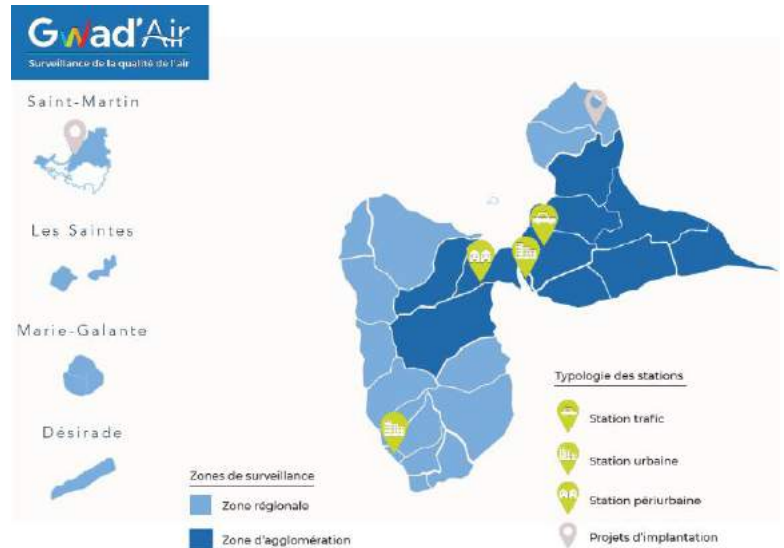 Gwad'Air
Surveillance de la qualité de l'air
Saint-Martin
Les Saintes
Marie-Galante
Désirade
Zones de surveillance
Zone régionale
Zone d'agglomération
Typologie des stations
Station trafic
Station urbaine
Station périurbaine
Projets d'implantation